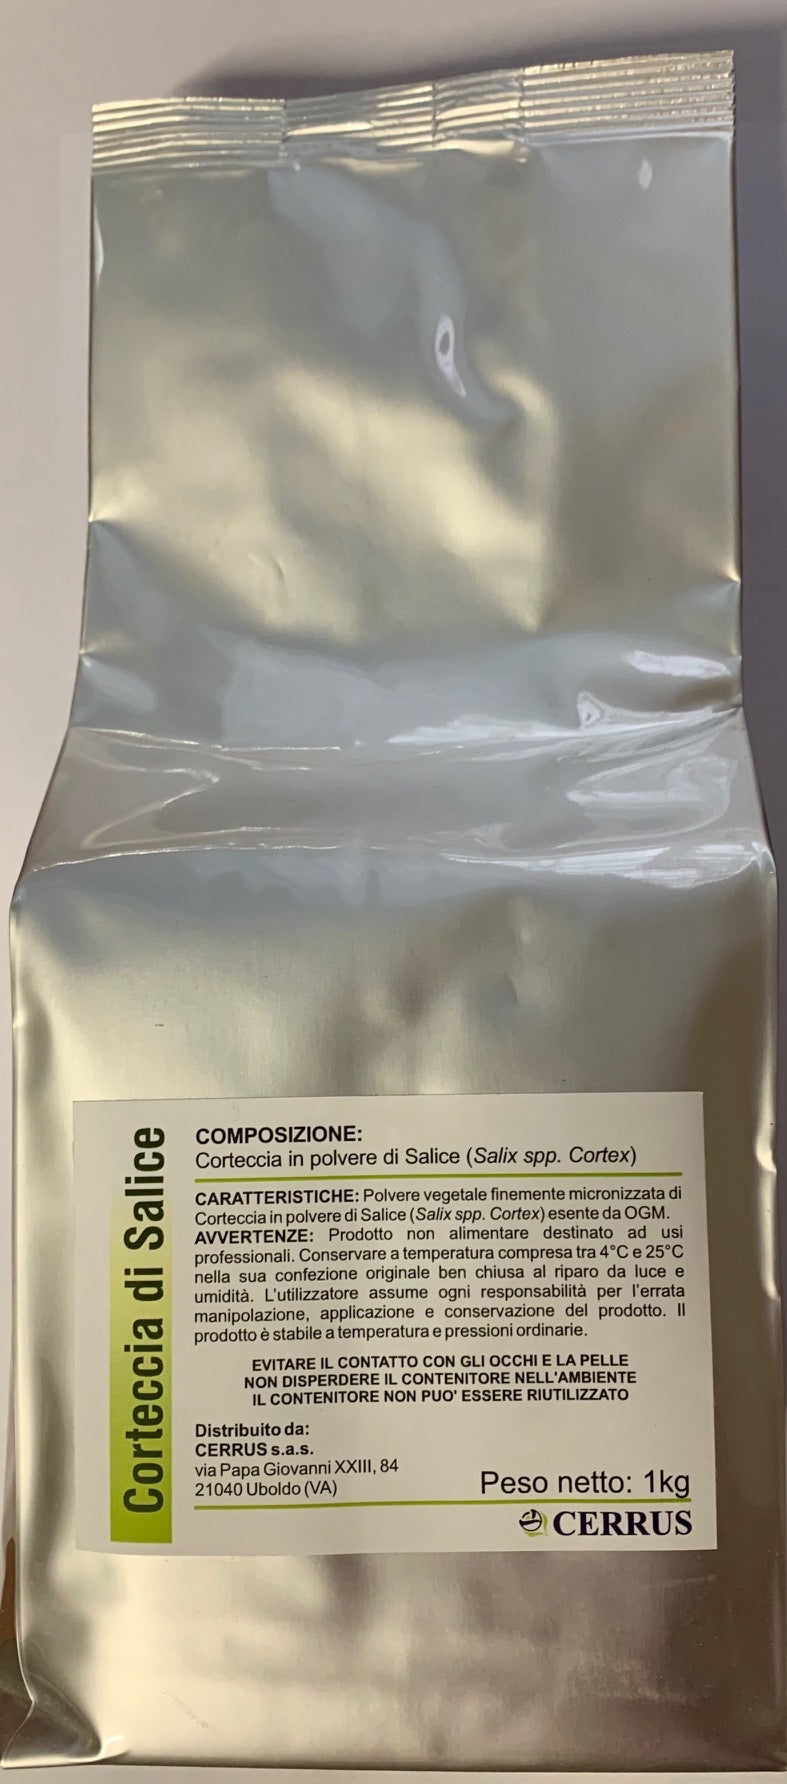 Corteccia di Salice
COMPOSIZIONE:
Corteccia in polvere di Salice (Salix spp. Cortex)
CARATTERISTICHE: Polvere vegetale finemente micronizzata di
Corteccia in polvere di Salice (Salix spp. Cortex) esente da OGM.
AVVERTENZE: Prodotto non alimentare destinato ad usi
professionali. Conservare a temperatura compresa tra 4°C e 25°C
nella sua confezione originale ben chiusa al riparo da luce e
umidità. L'utilizzatore assume ogni responsabilità per l'errata
manipolazione, applicazione e conservazione del prodotto. Il
prodotto è stabile a temperatura e pressioni ordinarie.
EVITARE IL CONTATTO CON GLI OCCHI E LA PELLE
NON DISPERDERE IL CONTENITORE NELL'AMBIENTE
IL CONTENITORE NON PUO' ESSERE RIUTILIZZATO
Distribuito da:
CERRUS s.a.s.
via Papa Giovanni XXIII, 84
21040 Uboldo (VA)
Peso netto: 1kg
CERRUS